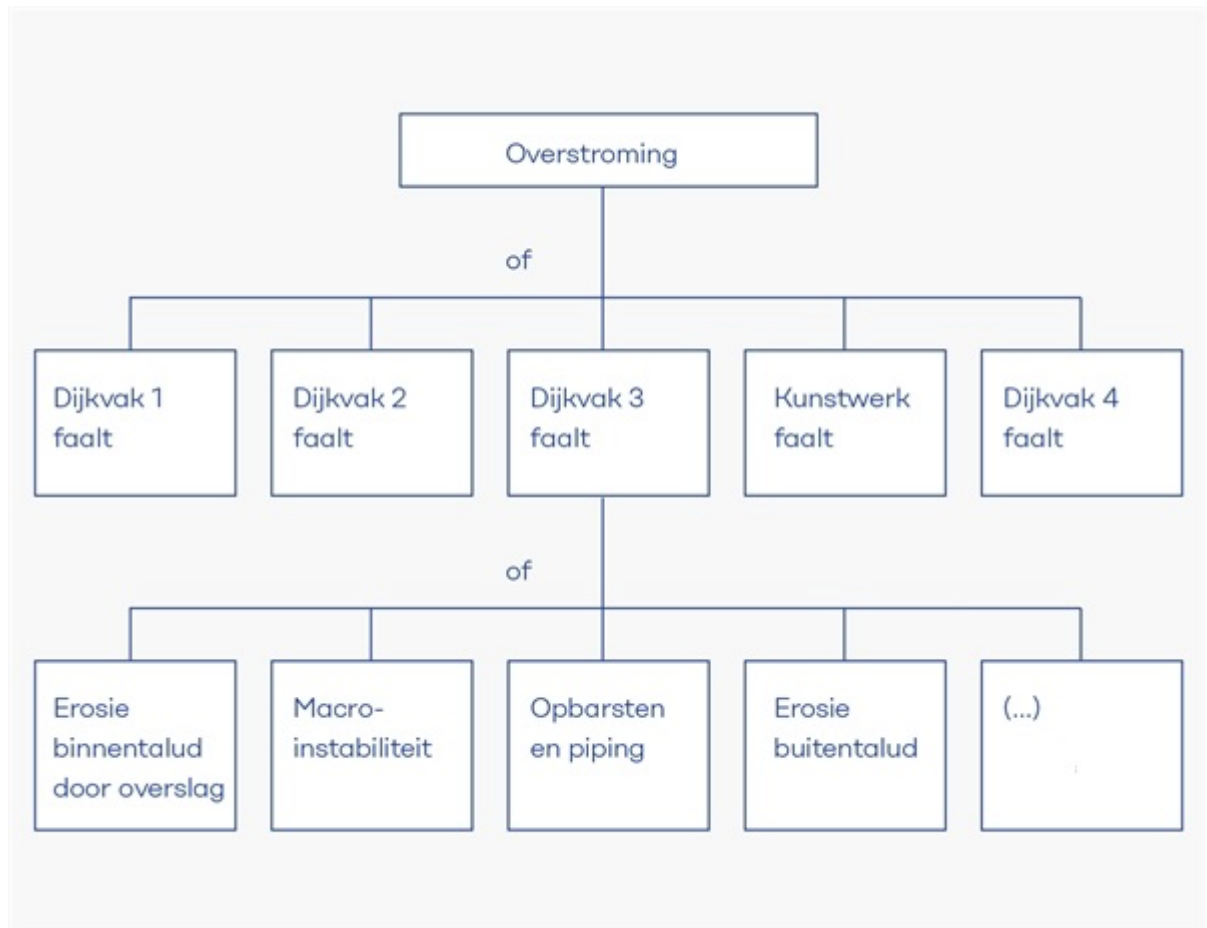 Overstroming
of
Dijkvak 1
faalt
Dijkvak 2
faalt
Dijkvak 3
faalt
Kunstwerk
faalt
Dijkvak 4
faalt
of
Erosie
binnentalud
door overslag
Macro-
instabiliteit
Opbarsten
en piping
Erosie
buitentalud
(...)